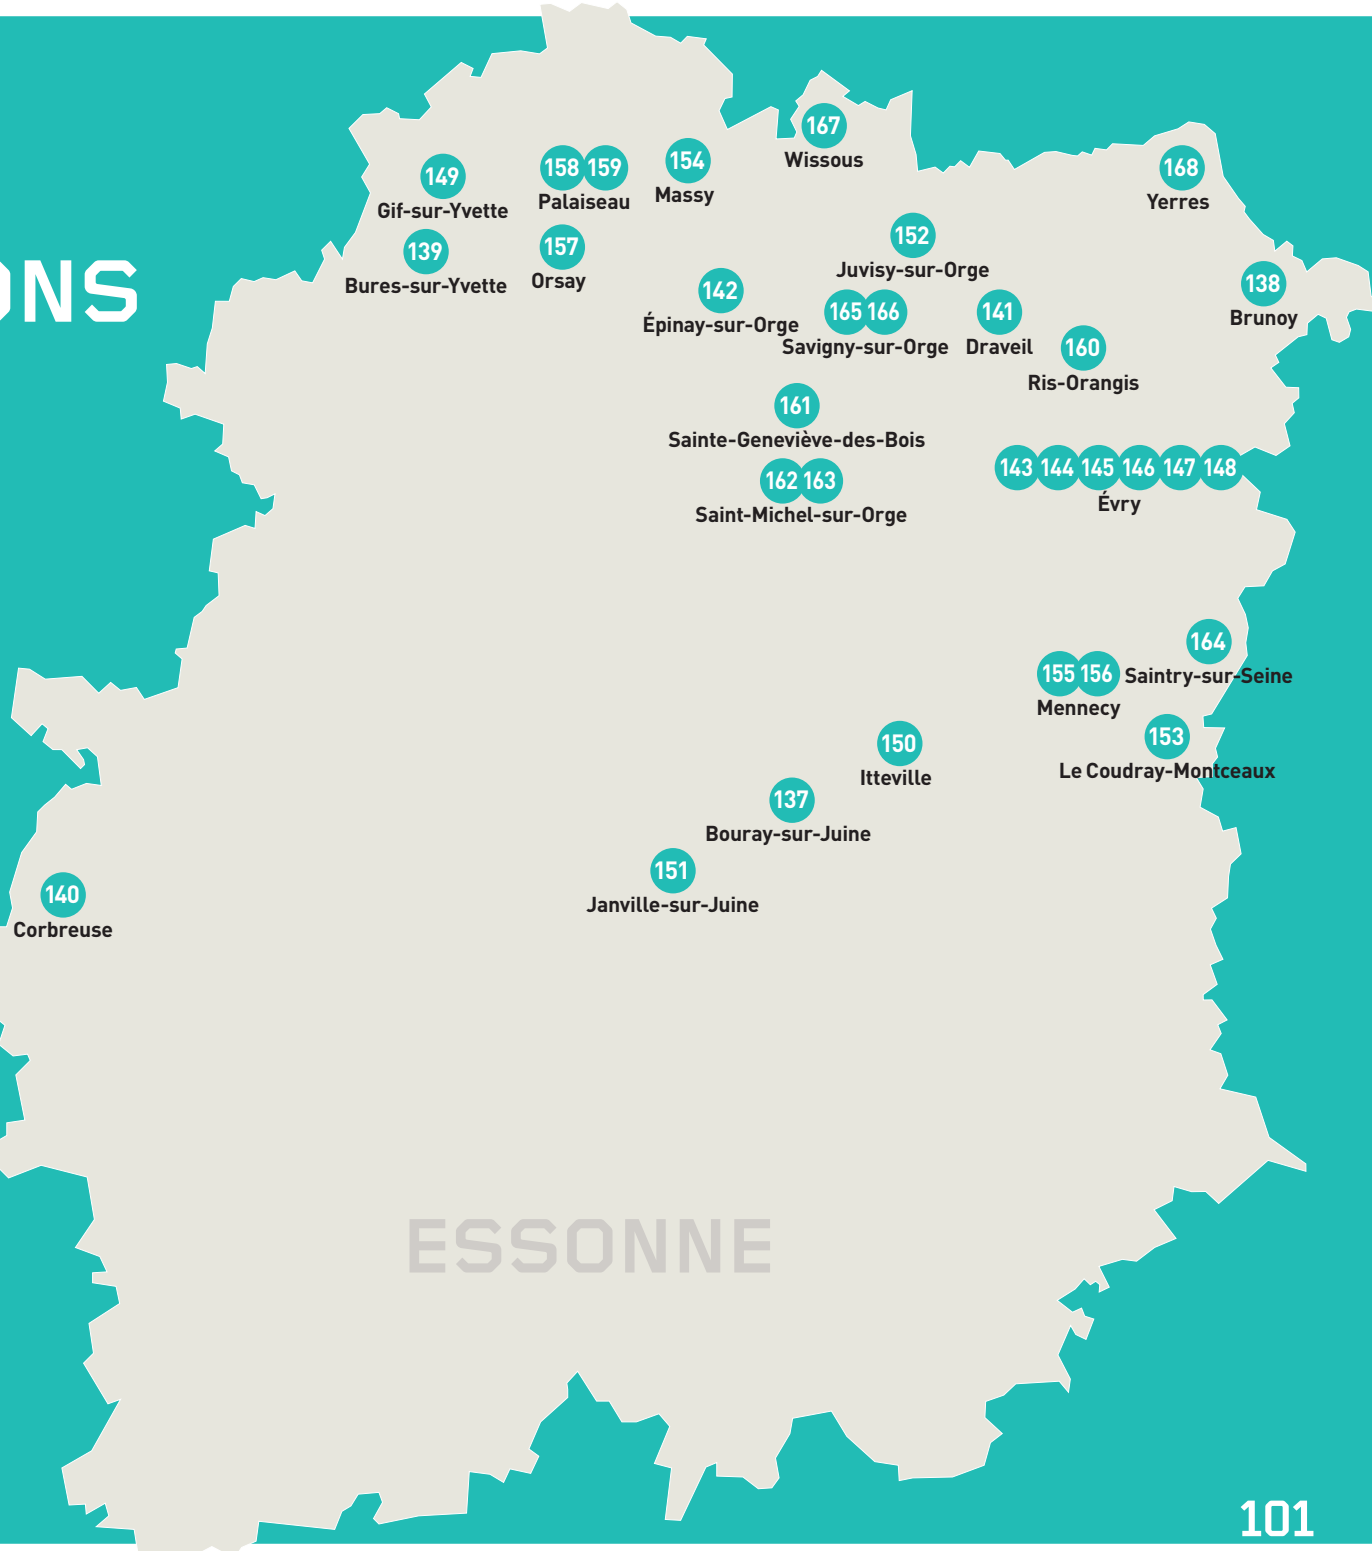 167
Wissous
154
Massy
158 159
Palaiseau
168
Yerres
149
Gif-sur-Yvette
152
Juvisy-sur-Orge
157
Orsay
139
Bures-sur-Yvette
ONS
138
Brunoy
142
Épinay-sur-Orge
165 166
Savigny-sur-Orge
141
Draveil
160
Ris-Orangis
161
Sainte-Geneviève-des-Bois
143 144 145 146 147 148
Évry
162 163
Saint-Michel-sur-Orge
164
Saintry-sur-Seine
155 156
Mennecy
153
Le Coudray-Montceaux
150
Itteville
137
Bouray-sur-Juine
151
Janville-sur-Juine
140
Corbreuse
ESSONNE
101